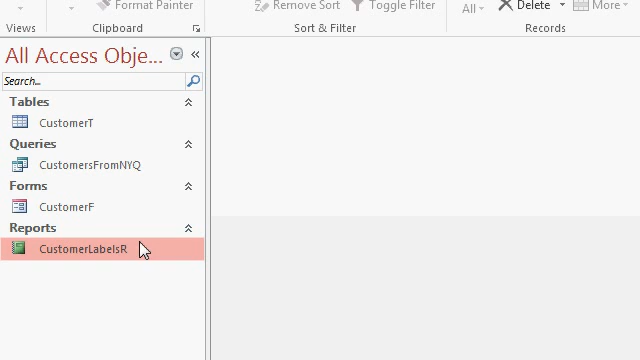 Format Painter
Remove Sort
Toggle Filter
All
Delete
More
Views
Clipboard
Sort & Filter
Records
All Access Obje...
Search...
Tables
CustomerT
Queries
CustomersFromNYQ
Forms
CustomerF
Reports
CustomerLabelsR